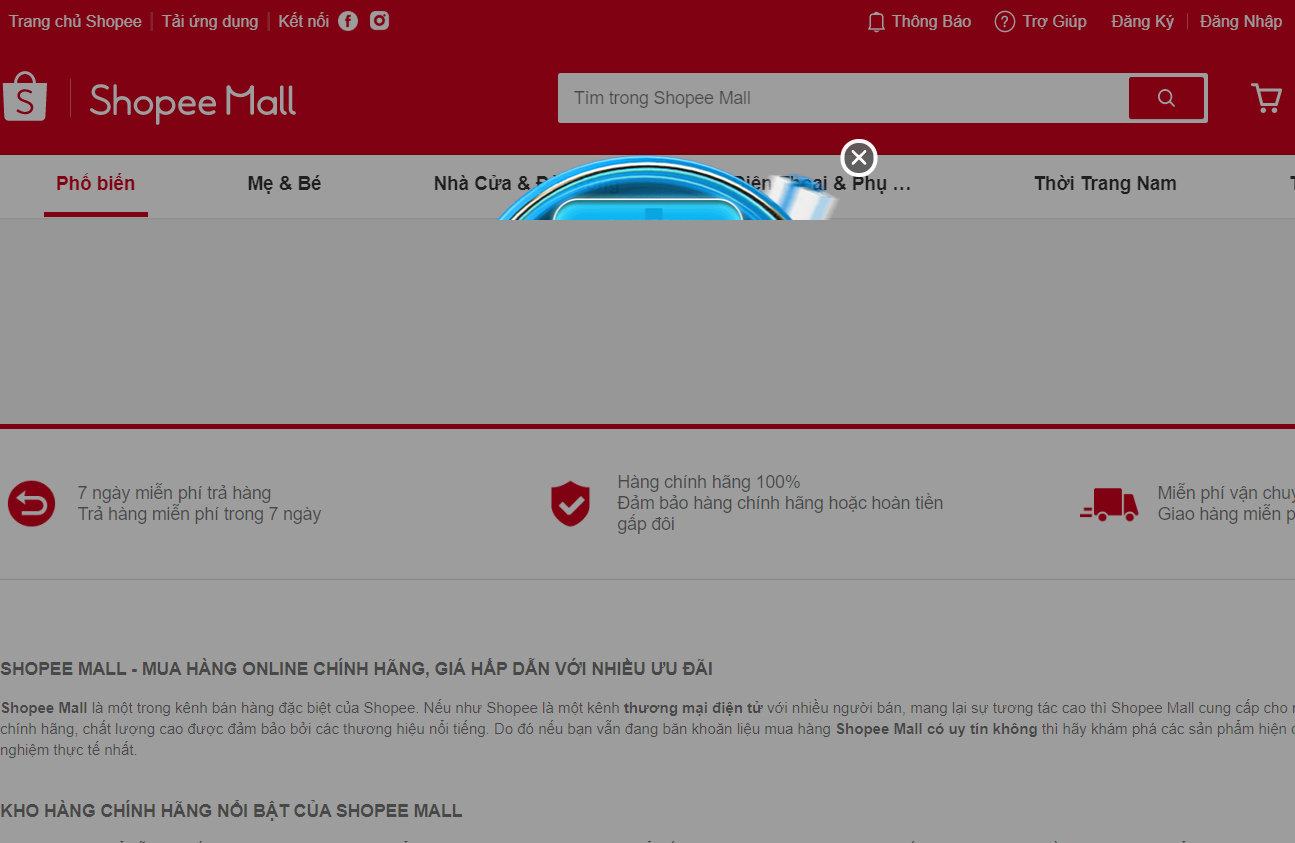 Trang chủ Shopee Tải ứng dụng Kết nối Thông Báo Trợ Giúp Đăng Ký Đăng Nhập
Shopee Mall Tìm trong Shopee Mall
Phổ biến Mẹ & Bé Nhà Cửa & & Phụ ... Thời Trang Nam
7 ngày miễn phí trả hàng
Trả hàng miễn phí trong 7 ngày
Hàng chính hãng 100%
Đảm bảo hàng chính hãng hoặc hoàn tiền
gấp đôi
Miễn phí vận chuy
Giao hàng miễn p
SHOPEE MALL - MUA HÀNG ONLINE CHÍNH HÃNG, GIÁ HẤP DẪN VỚI NHIỀU ƯU ĐÃI
Shopee Mall là một trong kênh bán hàng đặc biệt của Shopee. Nếu như Shopee là một kênh thương mại điện tử với nhiều người bán, mang lại sự tương tác cao thì Shopee Mall cung cấp cho
chính hãng, chất lượng cao được đảm bảo bởi các thương hiệu nổi tiếng. Do đó nếu bạn vẫn đang băn khoăn liệu mua hàng Shopee Mall có uy tín không thì hãy khám phá các sản phẩm hiện
nghiệm thực tế nhất.
KHO HÀNG CHÍNH HÃNG NỔI BẬT CỦA SHOPEE MALL